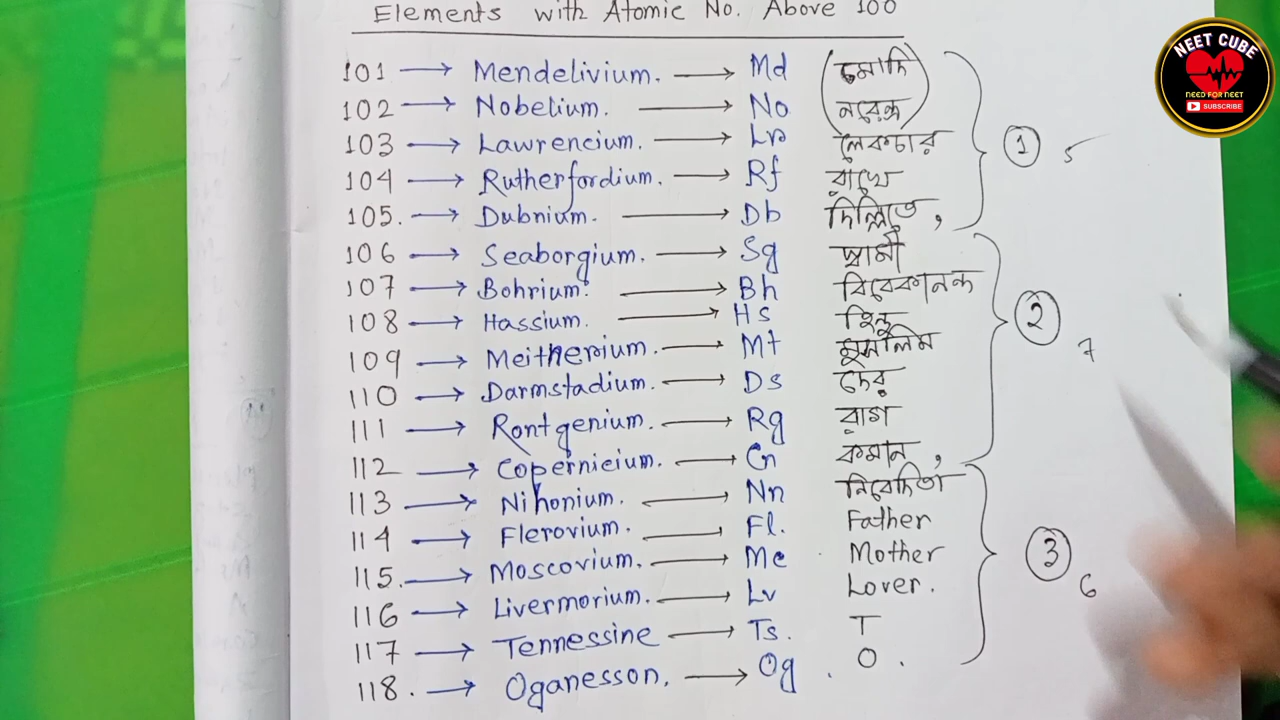 Elements with Atomic No. Above 100
101 → Mendelivium. → Md (মোদি
102 → Nobelium. → No নরেন্দ্র)
103 → Lawrencium. → Lr লেকচার
104 → Rutherfordium. → Rf রাখে
105. → Dubnium. → Db দিল্লিতে,
① 5
106 → Seaborgium. → Sg স্বামী
107 → Bohrium. → Bh বিবেকানন্দ
108 → Hassium. → Hs হিন্দু
109 → Meitherium. → Mt মুসলিম
110 → Darmstadium. → Ds দের
111 → Rontgenium. → Rg রাগ
112 → Copernicium. → Cn কমান,
② 7
113 → Nihonium. → Nn নিবেদিতা
114 → Flerovium. → Fl. Father
115. → Moscovium. → Mc Mother
116 → Livermorium. → Lv Lover.
117 → Tennessine → Ts. T
118. → Oganesson. → Og. O.
③ 6
NEET CUBE
NEED FOR NEET
SUBSCRIBE